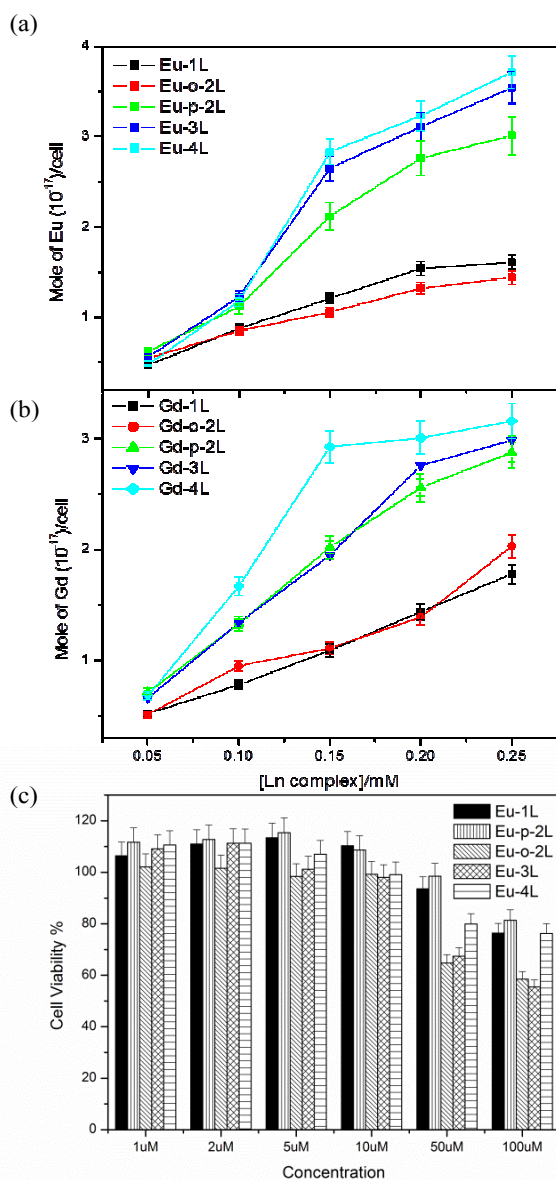 (a)
4
3
2
1
Mole of Eu (10⁻¹⁷)/cell
Eu-1L
Eu-o-2L
Eu-p-2L
Eu-3L
Eu-4L
(b)
3
2
1
Mole of Gd (10⁻¹⁷)/cell
Gd-1L
Gd-o-2L
Gd-p-2L
Gd-3L
Gd-4L
0.05 0.10 0.15 0.20 0.25
[Ln complex]/mM
(c)
120
100
80
60
40
20
0
Cell Viability %
Eu-1L
Eu-p-2L
Eu-o-2L
Eu-3L
Eu-4L
1uM 2uM 5uM 10uM 50uM 100uM
Concentration